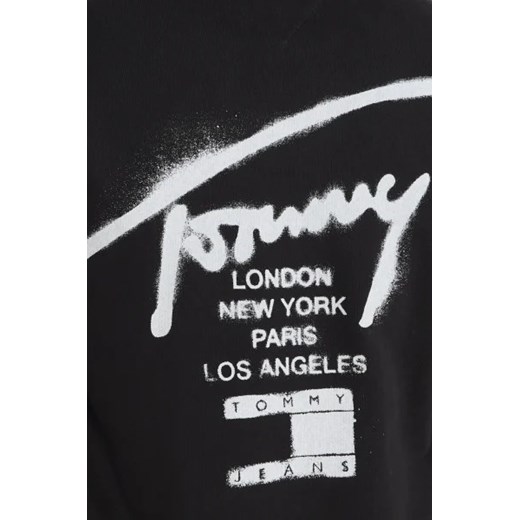 Tommy
LONDON
NEW YORK
PARIS
LOS ANGELES
TOMMY
JEANS